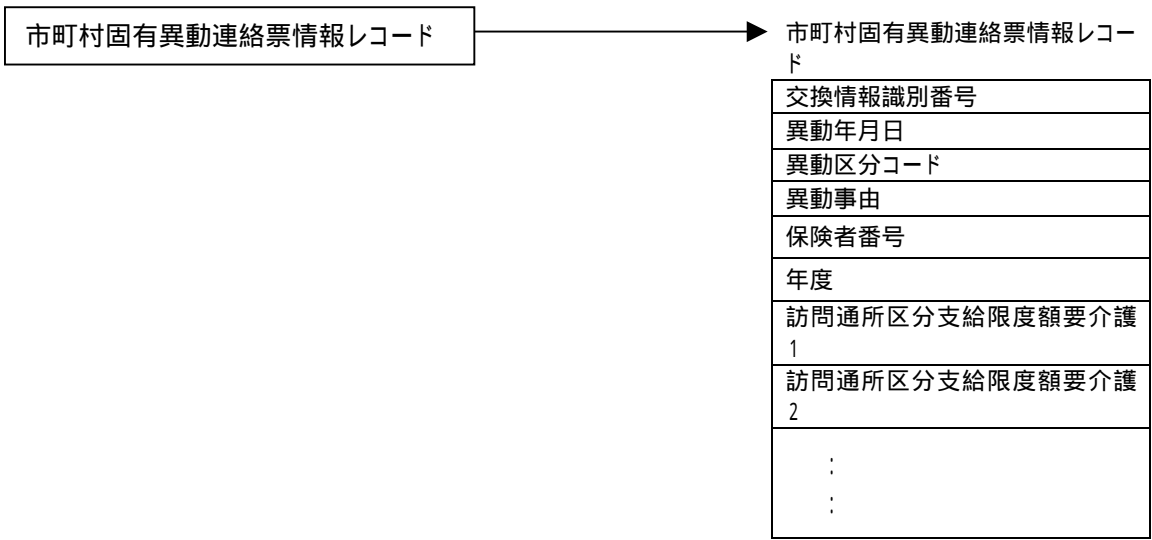 市町村固有異動連絡票情報レコード
市町村固有異動連絡票情報レコー
ド
交換情報識別番号
異動年月日
異動区分コード
異動事由
保険者番号
年度
訪問通所区分支給限度額要介護
1
訪問通所区分支給限度額要介護
2
:
: